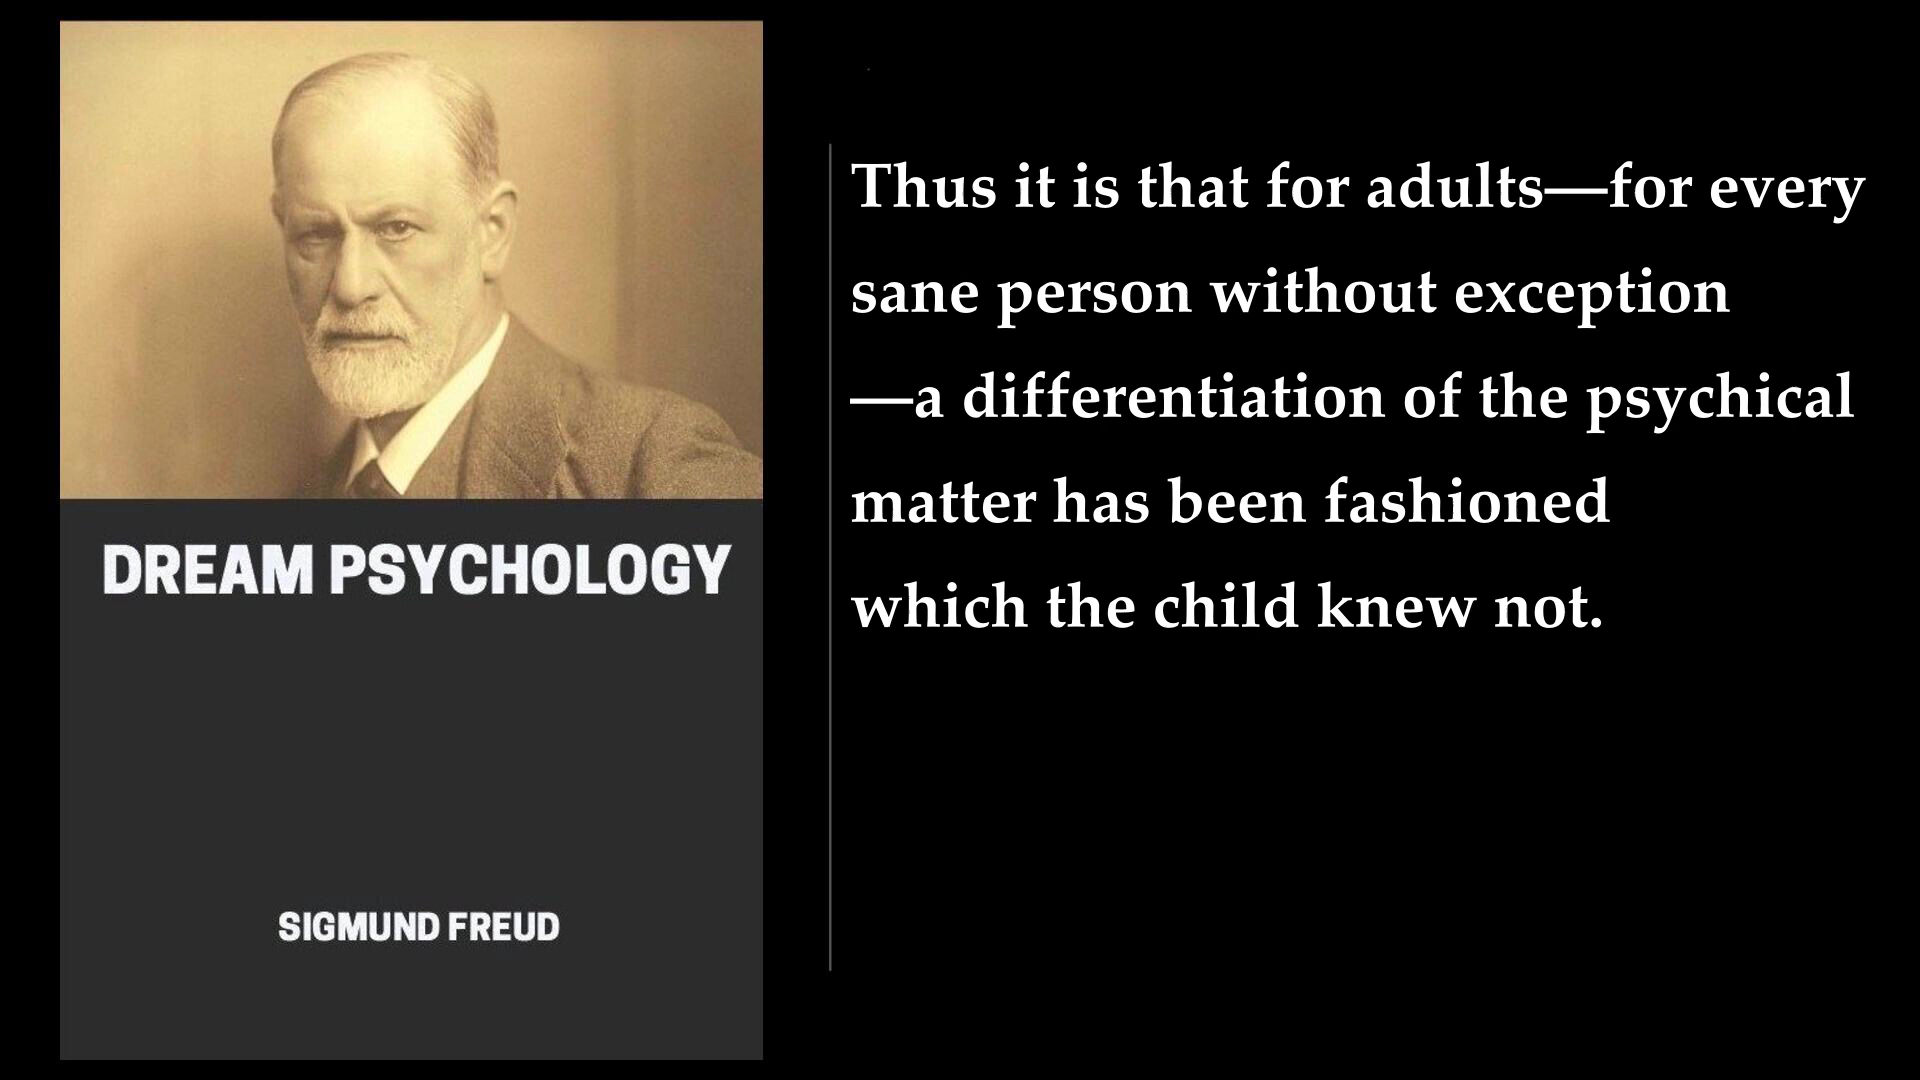 DREAM PSYCHOLOGY
SIGMUND FREUD
Thus it is that for adults—for every
sane person without exception
—a differentiation of the psychical
matter has been fashioned
which the child knew not.